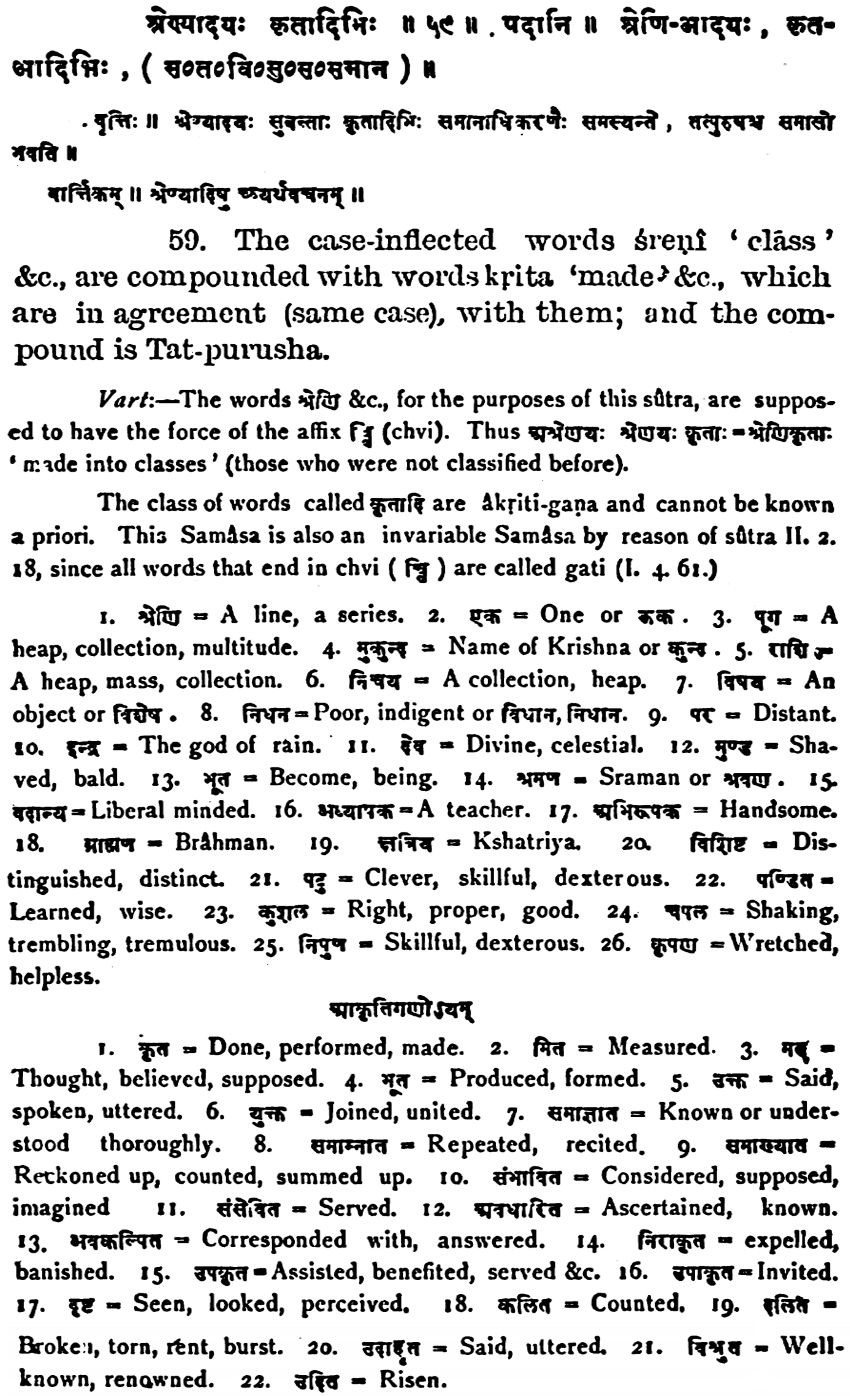 श्रेण्यादयः कृतादिभिः ॥ ५९ ॥ . पदानि ॥ श्रेणि-आदयः , कृत-
आदिभिः , ( स०त०वि०सु०स०समान ) ॥
. वृत्तिः ॥ श्रेण्यादयः सुबन्ताः कृतादिभिः समानाधिकरणैः समस्यन्ते , तत्पुरुषश्च समासो
भवति ॥
वार्त्तिकम् ॥ श्रेण्यादिषु च्व्यर्थवचनम् ॥
59. The case-inflected words śreṇî ‘ clāss ’
&c., are compounded with words kṛita ‘made’ &c., which
are in agreement (same case), with them; and the com-
pound is Tat-purusha.
Vart:—The words श्रेणि &c., for the purposes of this sûtra, are suppos-
ed to have the force of the affix च्वि (chvi). Thus अश्रेणयः श्रेणयः कृताः = श्रेणिकृताः
‘ made into classes ’ (those who were not classified before).
The class of words called कृतादि are âkṛiti-gaṇa and cannot be known
a priori. This Samâsa is also an invariable Samâsa by reason of sûtra II. 2.
18, since all words that end in chvi ( च्वि ) are called gati (I. 4. 61.)
1. श्रेणि = A line, a series. 2. एक = One or रूक . 3. पूग = A
heap, collection, multitude. 4. मुकुन्द = Name of Krishna or कुन्द . 5. राशि =
A heap, mass, collection. 6. निचय = A collection, heap. 7. विषय = An
object or विशेष . 8. निधन = Poor, indigent or विधान, निधान. 9. पर = Distant.
10. इन्द्र = The god of rain. 11. देव = Divine, celestial. 12. मुण्ड = Sha-
ved, bald. 13. भूत = Become, being. 14. श्रमण = Sraman or श्रवण . 15.
वदान्य = Liberal minded. 16. अध्यापक = A teacher. 17. अभिरूपक = Handsome.
18. ब्राह्मण = Brâhman. 19. क्षत्रिय = Kshatriya. 20. विशिष्ट = Dis-
tinguished, distinct. 21. पटु = Clever, skillful, dexterous. 22. पण्डित =
Learned, wise. 23. कुशल = Right, proper, good. 24. चपल = Shaking,
trembling, tremulous. 25. निपुण = Skillful, dexterous. 26. कृपण = Wretched,
helpless.
आकृतिगणोऽयम्
1. कृत = Done, performed, made. 2. मित = Measured. 3. =
Thought, believed, supposed. 4. भूत = Produced, formed. 5. उक्त = Said,
spoken, uttered. 6. युक्त = Joined, united. 7. समाज्ञात = Known or under-
stood thoroughly. 8. समाम्नात = Repeated, recited. 9. समाख्यात =
Reckoned up, counted, summed up. 10. संभावित = Considered, supposed,
imagined 11. संसेवित = Served. 12. अवधारित = Ascertained, known.
13. अवकल्पित = Corresponded with, answered. 14. निराकृत = expelled,
banished. 15. उपकृत = Assisted, benefited, served &c. 16. उपाकृत = Invited.
17. दृष्ट = Seen, looked, perceived. 18. कलित = Counted. 19. दलित =
Broken, torn, rent, burst. 20. उदाहृत = Said, uttered. 21. विश्रुत = Well-
known, renowned. 22. उदित = Risen.